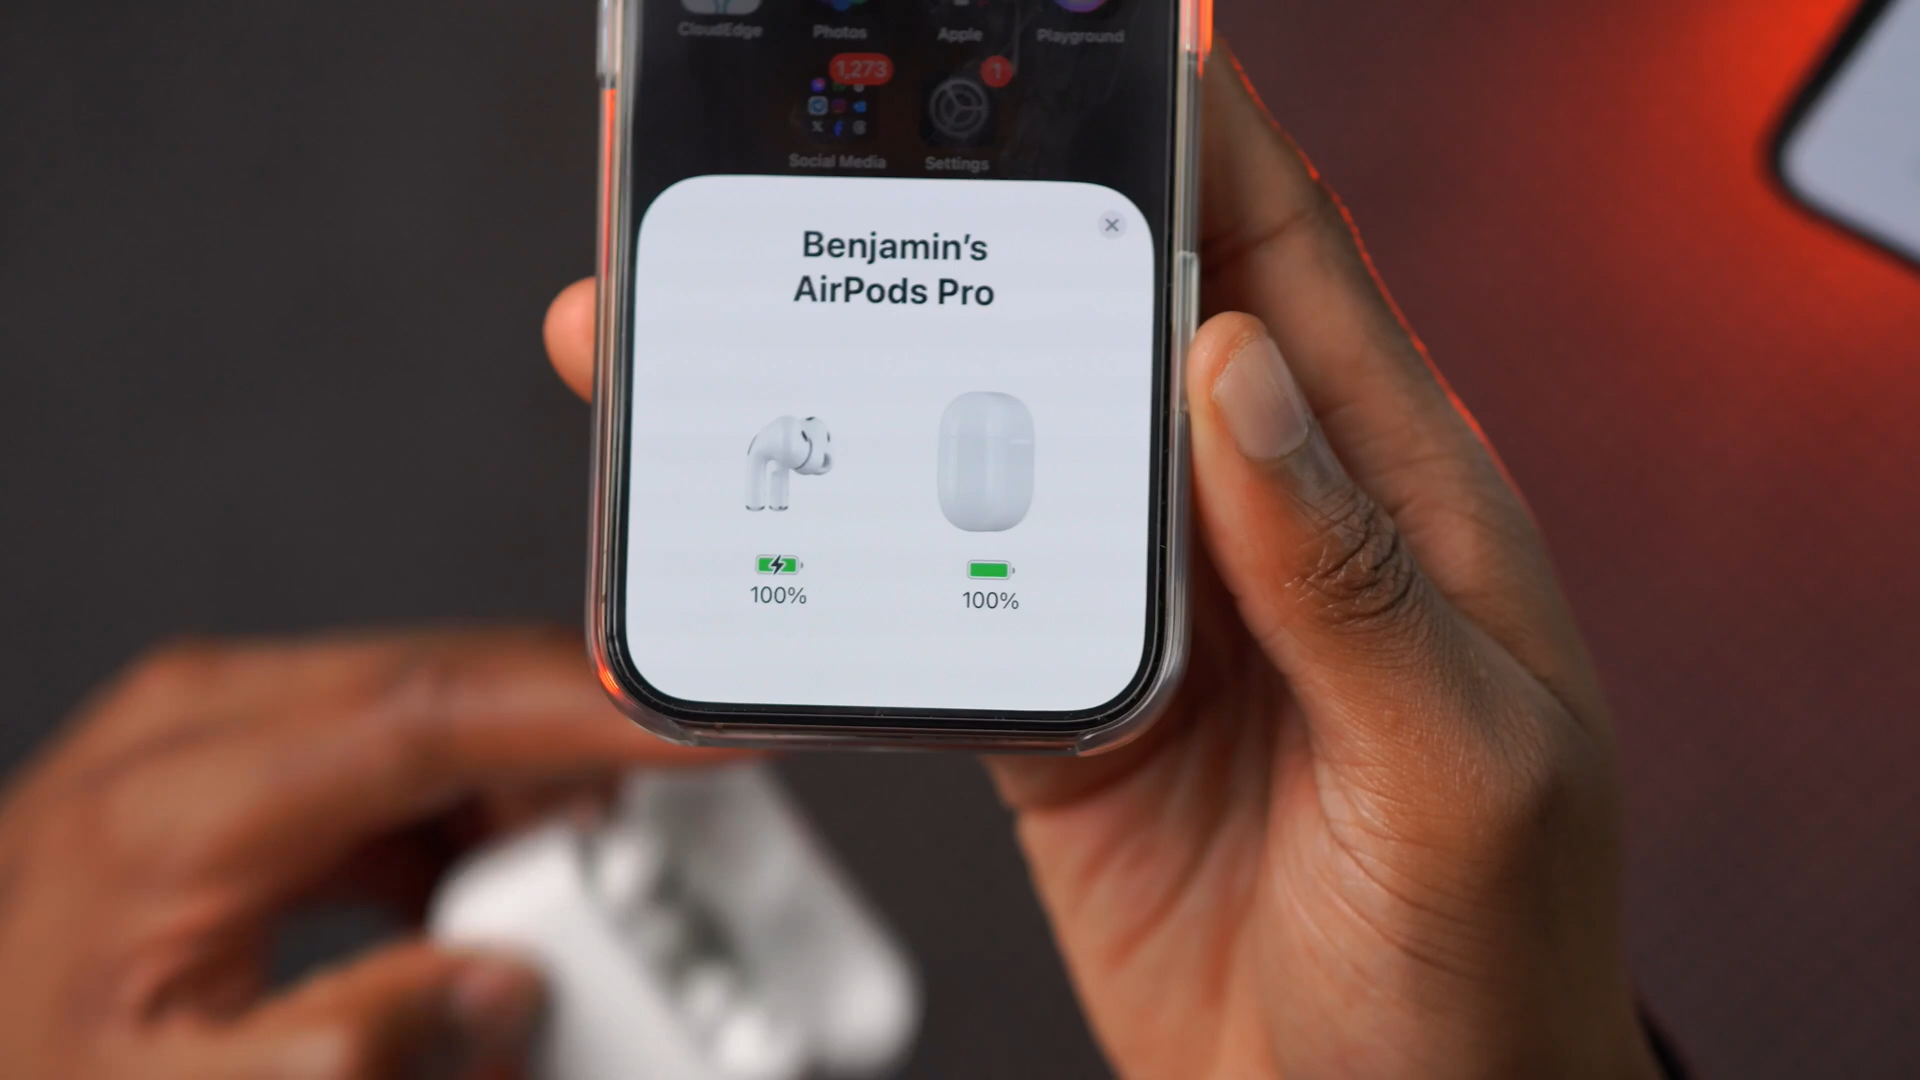 CloudEdge Photos Apple Playground
1,273 1
Social Media Settings
Benjamin's
AirPods Pro
100% 100%